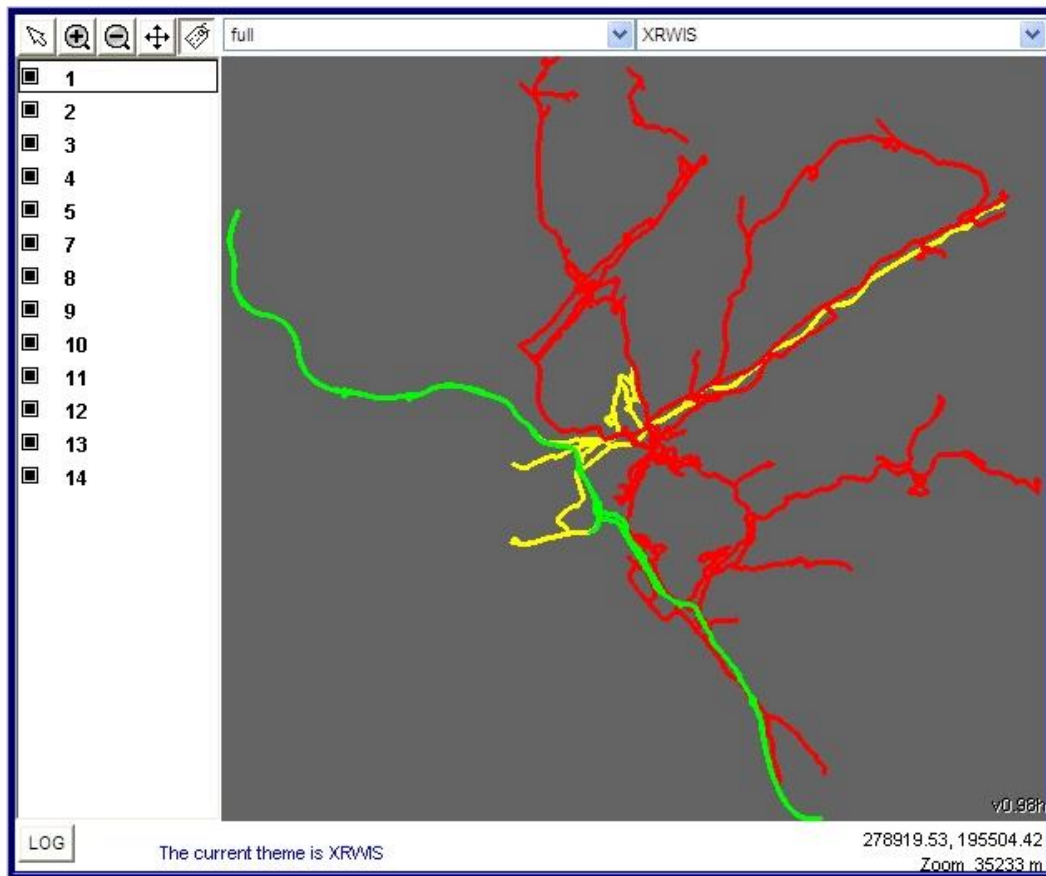 full
XRWIS
1
2
3
4
5
7
8
9
10
11
12
13
14
v0.98h
LOG
The current theme is XRWIS
278919.53, 195504.42
Zoom 35233 m